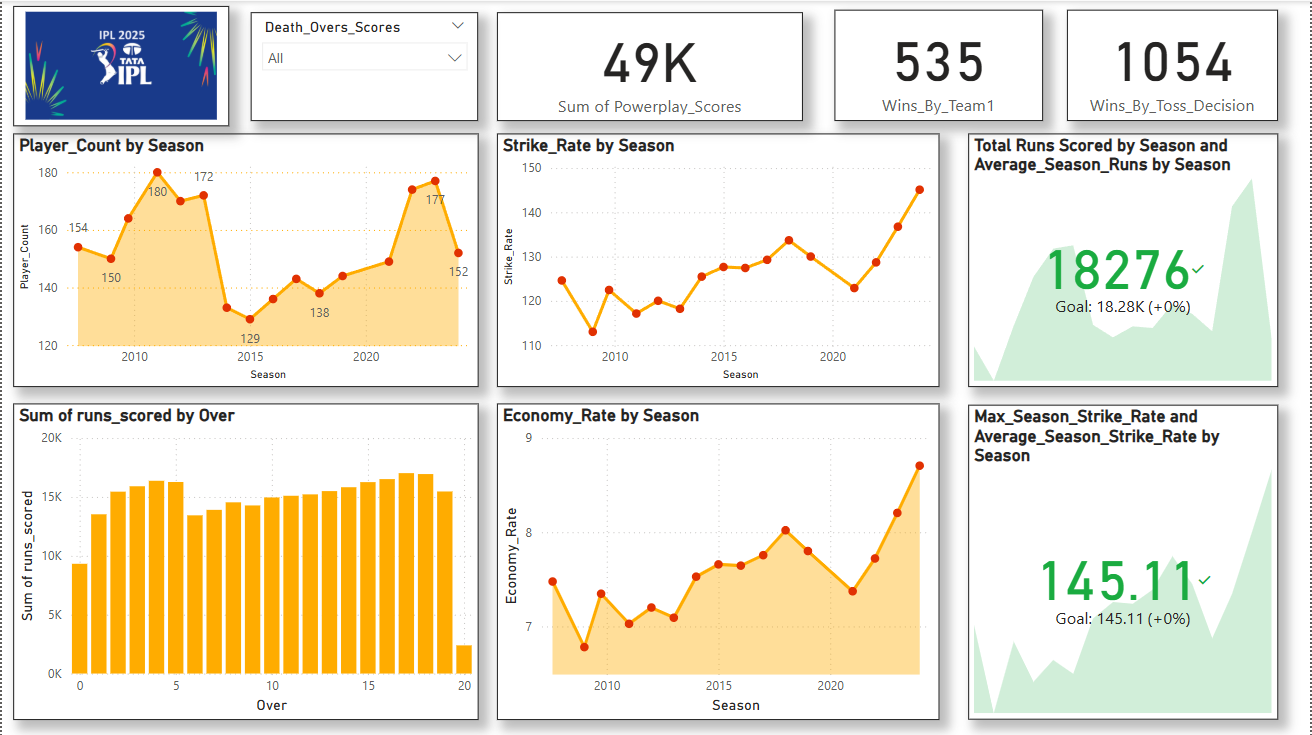 IPL 2025
TATA
IPL
Death_Overs_Scores
All
49K
Sum of Powerplay_Scores
535
Wins_By_Team1
1054
Wins_By_Toss_Decision
Player_Count by Season
Player_Count
180
160
140
120
154
150
180
172
129
138
177
152
2010
2015
2020
Season
Strike_Rate by Season
Strike_Rate
150
140
130
120
110
2010
2015
2020
Season
Total Runs Scored by Season and
Average_Season_Runs by Season
18276
Goal: 18.28K (+0%)
Sum of runs_scored by Over
Sum of runs_scored
20K
15K
10K
5K
0K
0
5
10
15
20
Over
Economy_Rate by Season
Economy_Rate
9
8
7
2010
2015
2020
Season
Max_Season_Strike_Rate and
Average_Season_Strike_Rate by
Season
145.11
Goal: 145.11 (+0%)